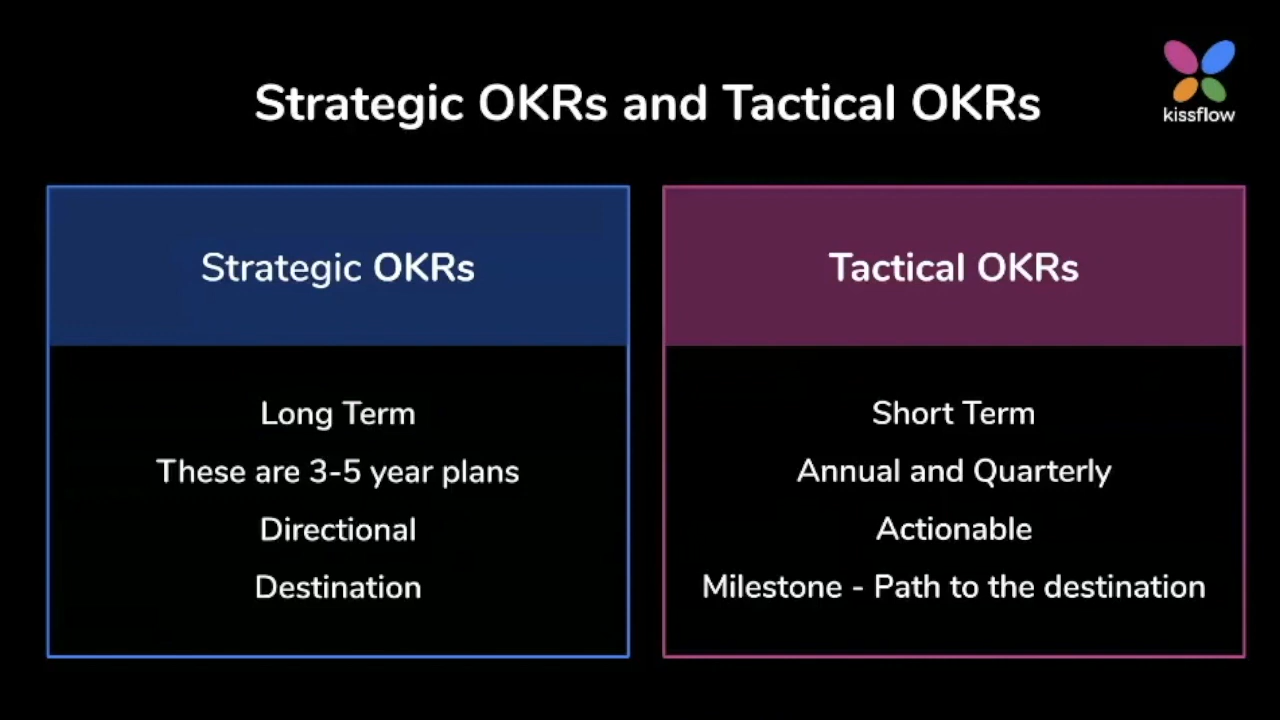 Strategic OKRs and Tactical OKRs
kissflow
Strategic OKRs
Long Term
These are 3-5 year plans
Directional
Destination
Tactical OKRs
Short Term
Annual and Quarterly
Actionable
Milestone - Path to the destination